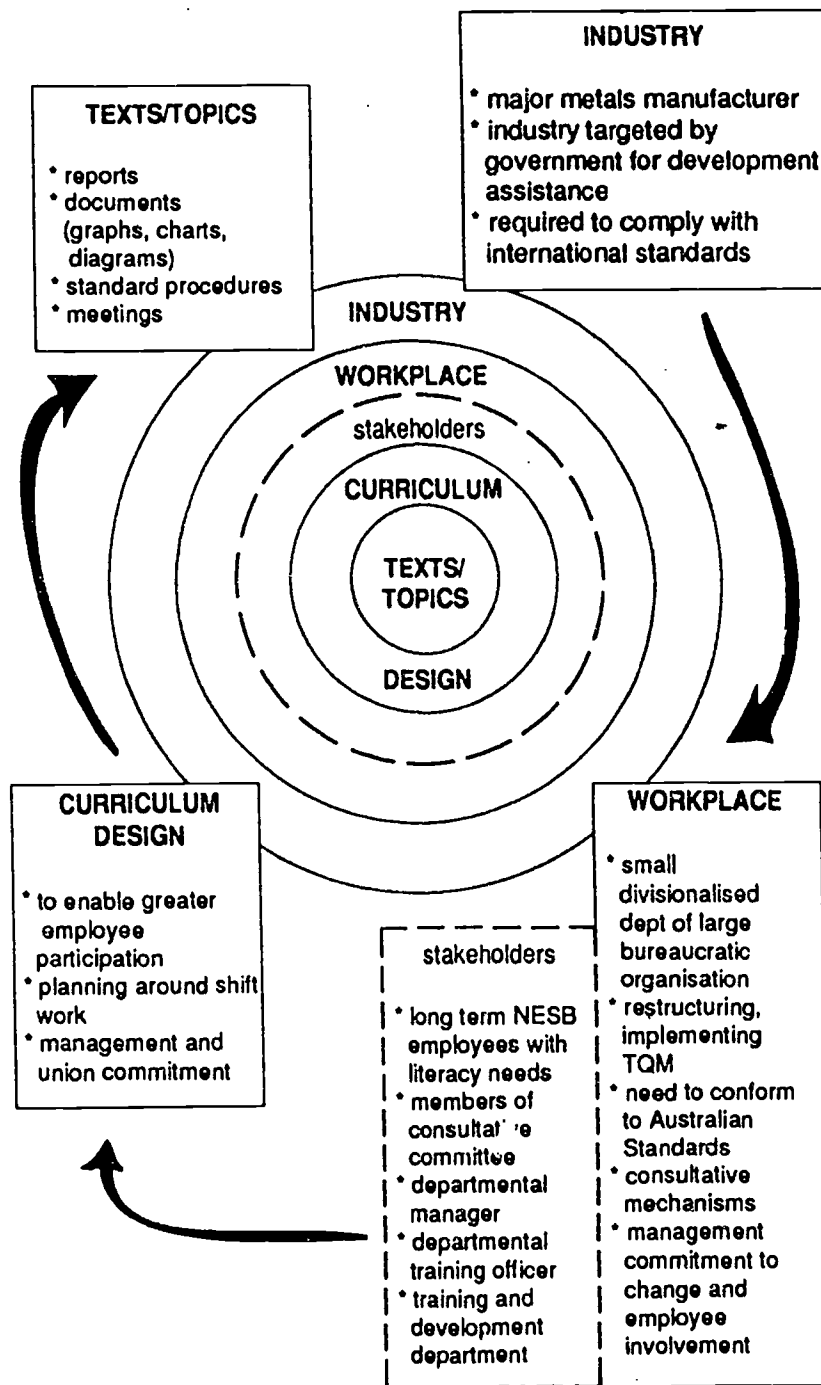 INDUSTRY
* major metals manufacturer
* industry targeted by
government for development
assistance
* required to comply with
international standards
TEXTS/TOPICS
* reports
* documents
(graphs, charts,
diagrams)
* standard procedures
* meetings
INDUSTRY
WORKPLACE
stakeholders
CURRICULUM
TEXTS/
TOPICS
DESIGN
CURRICULUM
DESIGN
* to enable greater
employee
participation
* planning around shift
work
* management and
union commitment
stakeholders
* long term NESB
employees with
literacy needs
* members of
consultative
committee
* departmental
manager
* departmental
training officer
* training and
development
department
WORKPLACE
* small
divisionalised
dept of large
bureaucratic
organisation
* restructuring,
implementing
TQM
* need to conform
to Australian
Standards
* consultative
mechanisms
* management
commitment to
change and
employee
involvement